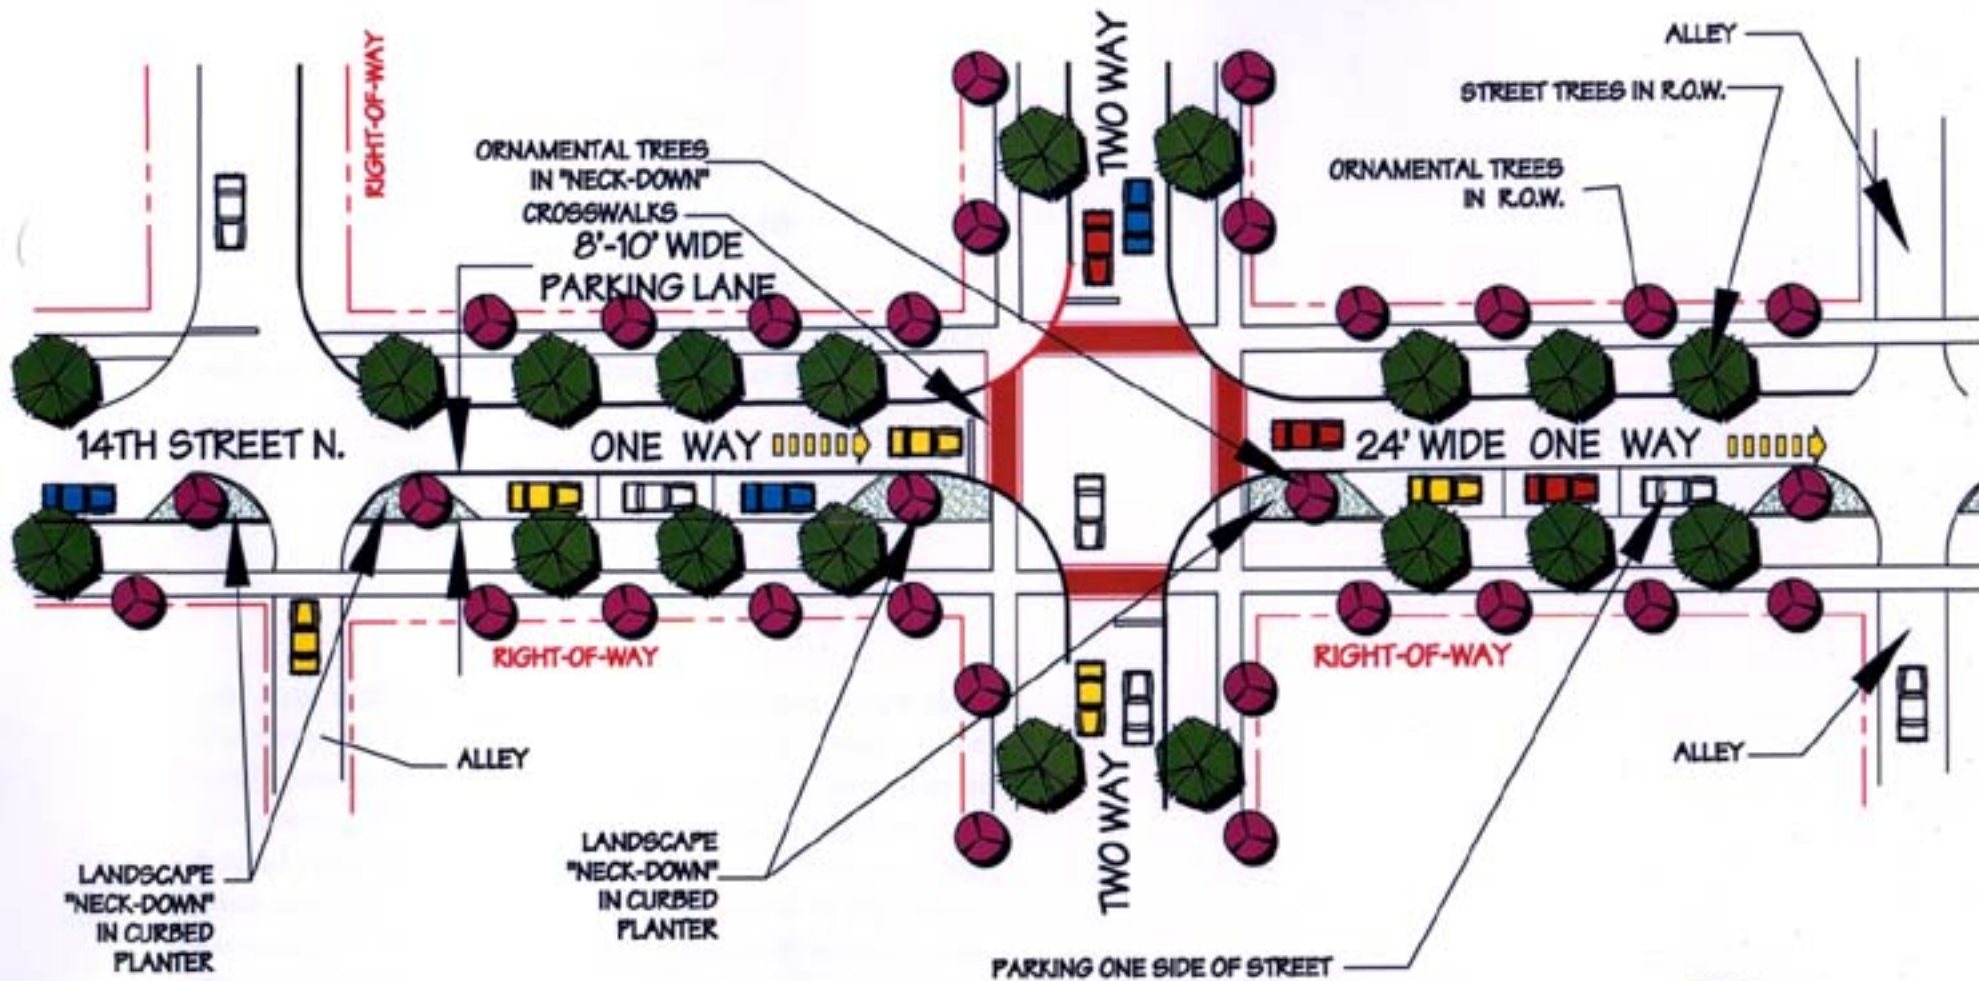 RIGHT-OF-WAY
TWO WAY
ALLEY
STREET TREES IN R.O.W.
ORNAMENTAL TREES
IN "NECK-DOWN"
CROSSWALKS
8'-10' WIDE
PARKING LANE
ORNAMENTAL TREES
IN R.O.W.
14TH STREET N.
ONE WAY
24' WIDE ONE WAY
RIGHT-OF-WAY
RIGHT-OF-WAY
ALLEY
ALLEY
TWO WAY
LANDSCAPE
"NECK-DOWN"
IN CURBED
PLANTER
LANDSCAPE
"NECK-DOWN"
IN CURBED
PLANTER
PARKING ONE SIDE OF STREET